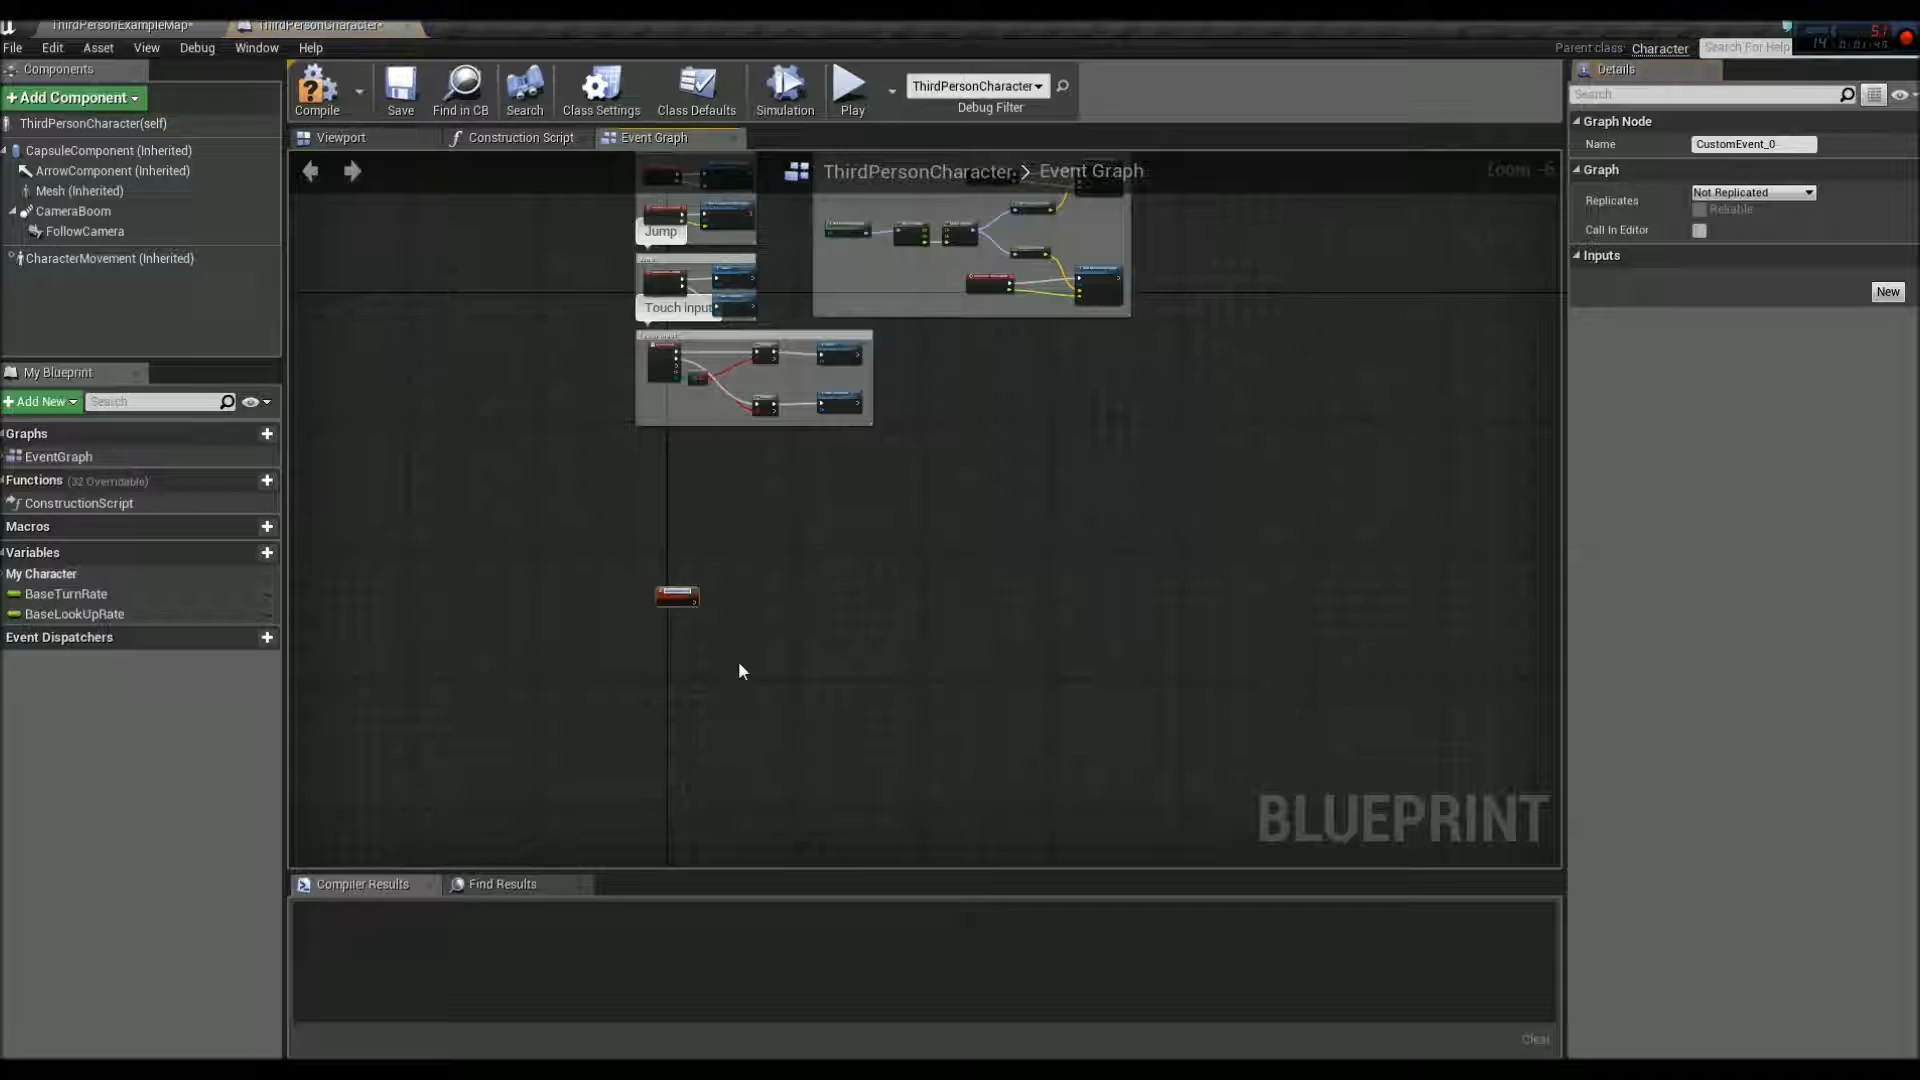 ThirdPersonExampleMap*
ThirdPersonCharacter*
File Edit Asset View Debug Window Help
Parent class: Character Search For Help
Components
+Add Component
ThirdPersonCharacter(self)
CapsuleComponent (Inherited)
ArrowComponent (Inherited)
Mesh (Inherited)
CameraBoom
FollowCamera
CharacterMovement (Inherited)
My Blueprint
+Add New Search
Graphs
EventGraph
Functions (32 Overridable)
ConstructionScript
Macros
Variables
My Character
BaseTurnRate
BaseLookUpRate
Event Dispatchers
Compile Save Find in CB Search Class Settings Class Defaults Simulation Play
ThirdPersonCharacter
Debug Filter
Viewport Construction Script Event Graph
ThirdPersonCharacter > Event Graph
Zoom -6
Jump
Touch input
BLUEPRINT
Compiler Results Find Results
Clear
Details
Search
Graph Node
Name CustomEvent_0
Graph
Replicates Not Replicated
Reliable
Call In Editor
Inputs
New